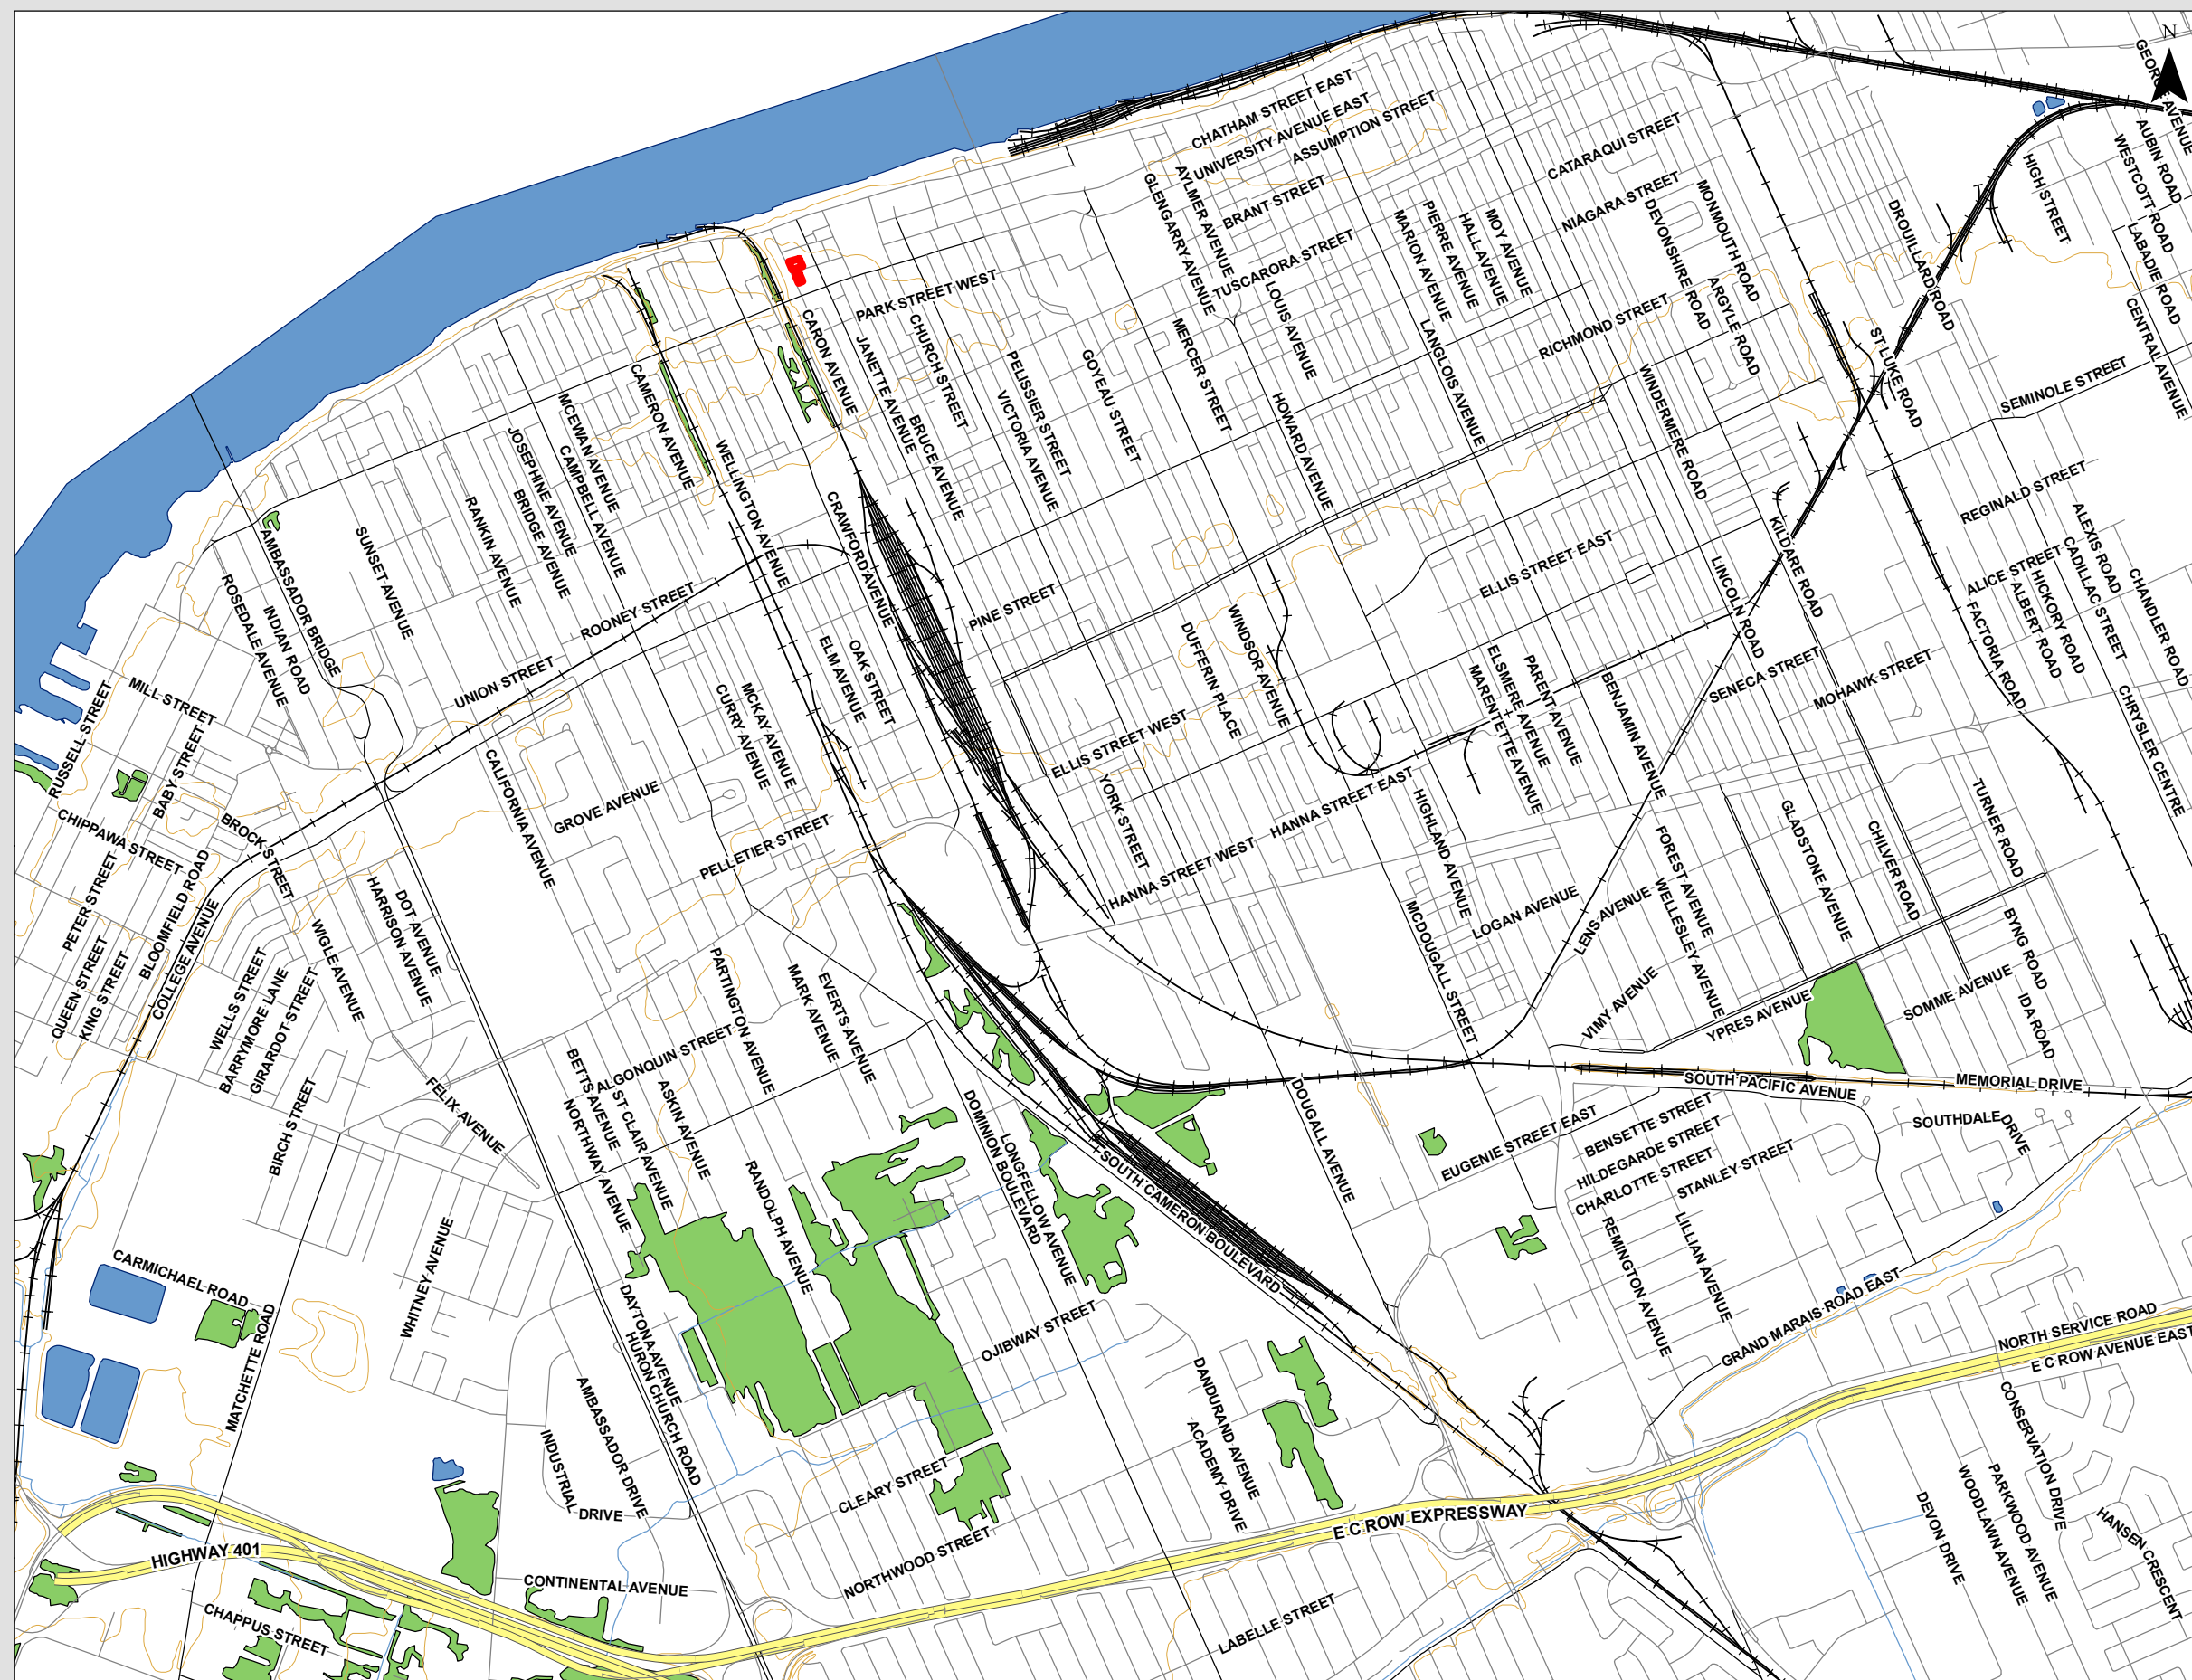 N
GEORGE AVENUE
CHATHAM STREET EAST
UNIVERSITY AVENUE EAST
ASSUMPTION STREET
CATARAQUI STREET
AUBIN ROAD
WESTCOTT ROAD
HIGH STREET
GLENGARRY AVENUE
AYLMER AVENUE
BRANT STREET
NIAGARA STREET
MONMOUTH ROAD
DEVONSHIRE ROAD
DROUILLARD ROAD
LABADIE ROAD
MARION AVENUE
PIERRE AVENUE
HALL AVENUE
MOY AVENUE
TUSCARORA STREET
LOUIS AVENUE
PARK STREET WEST
ARGYLE ROAD
CENTRAL AVENUE
CARON AVENUE
CHURCH STREET
JANETTE AVENUE
MERCER STREET
LANGLOIS AVENUE
RICHMOND STREET
ST LUKE ROAD
PELISSIER STREET
GOYEAU STREET
SEMINOLE STREET
CAMERON AVENUE
MCEWAN AVENUE
VICTORIA AVENUE
HOWARD AVENUE
WINDERMERE ROAD
JOSEPHINE AVENUE
CAMPBELL AVENUE
BRUCE AVENUE
WELLINGTON AVENUE
REGINALD STREET
RANKIN AVENUE
BRIDGE AVENUE
CRAWFORD AVENUE
KILDARE ROAD
ALEXIS ROAD
AMBASSADOR BRIDGE
SUNSET AVENUE
ELLIS STREET EAST
ALICE STREET
CADILLAC STREET
CHANDLER ROAD
HICKORY ROAD
ALBERT ROAD
ROSEDALE AVENUE
INDIAN ROAD
ROONEY STREET
PINE STREET
LINCOLN ROAD
FACTORIA ROAD
WINDSOR AVENUE
DUFFERIN PLACE
ELM AVENUE
OAK STREET
UNION STREET
MILL STREET
RUSSELL STREET
ELSMERE AVENUE
PARENT AVENUE
MARENTETTE AVENUE
BENJAMIN AVENUE
SENECA STREET
MOHAWK STREET
CHRYSLER CENTRE
MCKAY AVENUE
CURRY AVENUE
ELLIS STREET WEST
BABY STREET
CALIFORNIA AVENUE
GROVE AVENUE
YORK STREET
HANNA STREET EAST
HIGHLAND AVENUE
TURNER ROAD
GLADSTONE AVENUE
CHILVER ROAD
CHIPPAWA STREET
BROCK STREET
PELLETIER STREET
FOREST AVENUE
PETER STREET
BLOOMFIELD ROAD
HANNA STREET WEST
LOGAN AVENUE
LENS AVENUE
WELLESLEY AVENUE
MCDOUGALL STREET
DOT AVENUE
HARRISON AVENUE
WIGLE AVENUE
COLLEGE AVENUE
QUEEN STREET
KING STREET
WELLS STREET
BARRYMORE LANE
GIRARDOT STREET
PARTINGTON AVENUE
MARK AVENUE
EVERTS AVENUE
VIMY AVENUE
YPRES AVENUE
SOMME AVENUE
BYNG ROAD
IDA ROAD
ALGONQUIN STREET
BETTS AVENUE
NORTHWAY AVENUE
ST CLAIR AVENUE
ASKIN AVENUE
FELIX AVENUE
BIRCH STREET
DOUGALL AVENUE
SOUTH PACIFIC AVENUE
MEMORIAL DRIVE
SOUTHDALE DRIVE
DOMINION BOULEVARD
LONGFELLOW AVENUE
SOUTH CAMERON BOULEVARD
EUGENIE STREET EAST
BENSETTE STREET
HILDEGARDE STREET
CHARLOTTE STREET
STANLEY STREET
RANDOLPH AVENUE
REMINGTON AVENUE
LILLIAN AVENUE
WHITNEY AVENUE
CARMICHAEL ROAD
MATCHETTE ROAD
DAYTONA AVENUE
HURON CHURCH ROAD
OJIBWAY STREET
GRAND MARAIS ROAD EAST
NORTH SERVICE ROAD
E C ROW AVENUE EAST
AMBASSADOR DRIVE
INDUSTRIAL DRIVE
DANDURAND AVENUE
ACADEMY DRIVE
CLEARY STREET
CONSERVATION DRIVE
PARKWOOD AVENUE
WOODLAWN AVENUE
DEVON DRIVE
HANSEN CRESCENT
E C ROW EXPRESSWAY
HIGHWAY 401
NORTHWOOD STREET
CONTINENTAL AVENUE
CHAPPUS STREET
LABELLE STREET